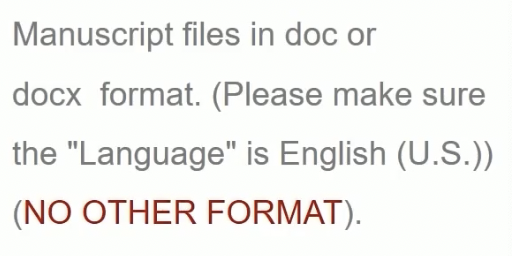 Manuscript files in doc or
docx  format. (Please make sure
the "Language" is English (U.S.))
(NO OTHER FORMAT).